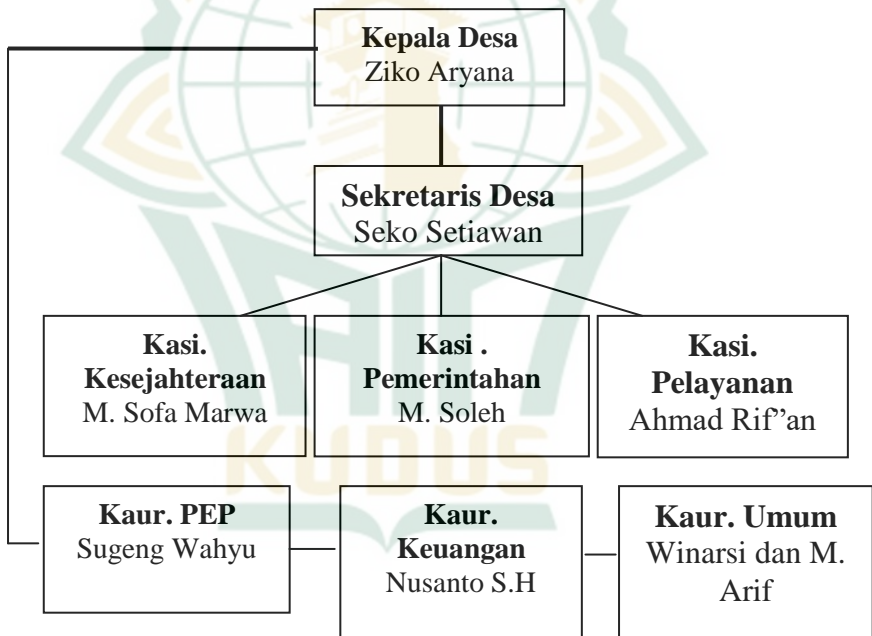 Kepala Desa
Ziko Aryana
Sekretaris Desa
Seko Setiawan
Kasi.
Kesejahteraan
M. Sofa Marwa
Kasi .
Pemerintahan
M. Soleh
Kasi.
Pelayanan
Ahmad Rif”an
Kaur. PEP
Sugeng Wahyu
Kaur.
Keuangan
Nusanto S.H
Kaur. Umum
Winarsi dan M.
Arif
KUDUS